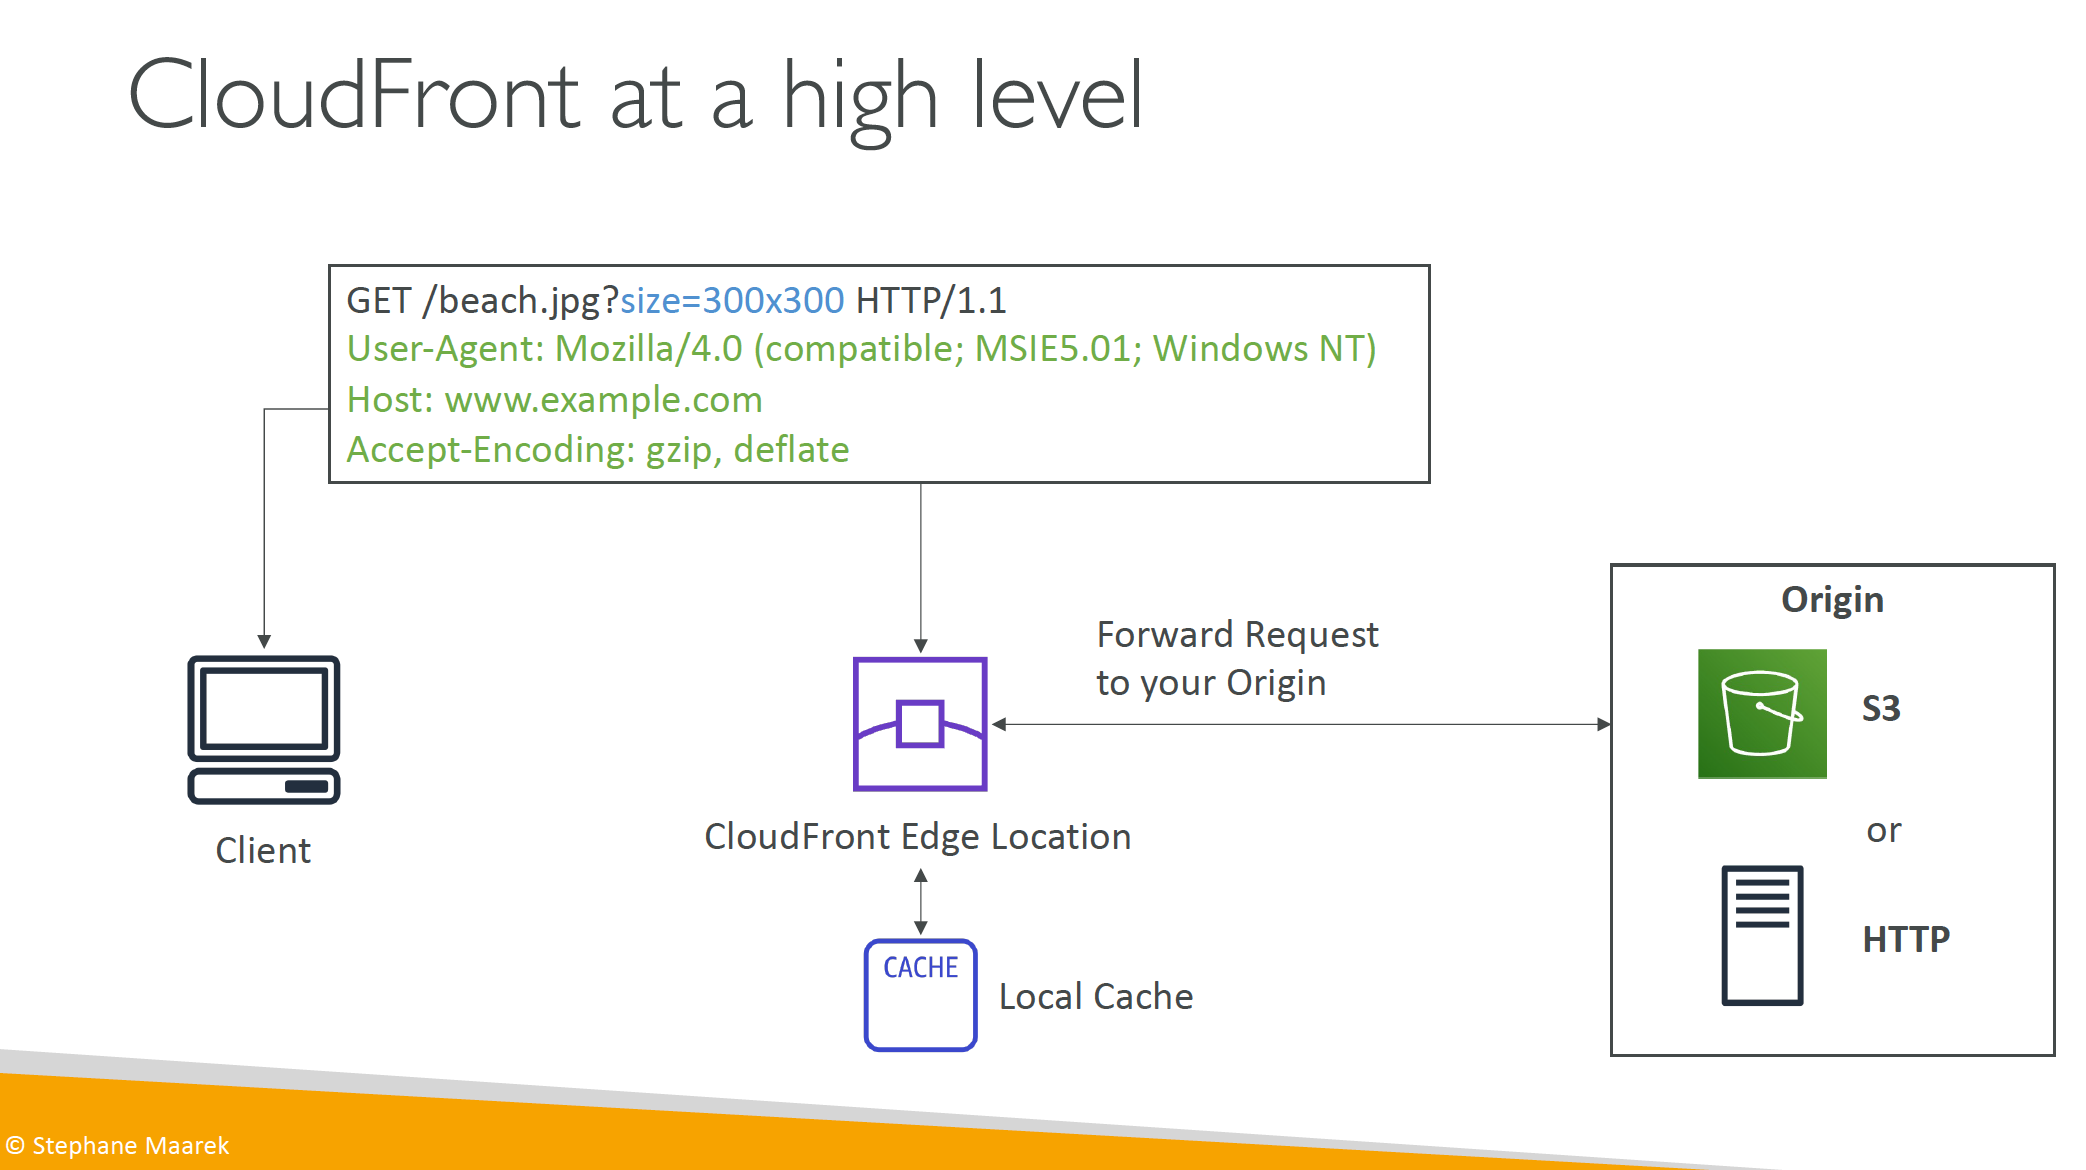 CloudFront at a high level
GET /beach.jpg?size=300x300 HTTP/1.1
User-Agent: Mozilla/4.0 (compatible; MSIE5.01; Windows NT)
Host: www.example.com
Accept-Encoding: gzip, deflate
Client
CloudFront Edge Location
CACHE
Local Cache
Forward Request
to your Origin
Origin
S3
or
HTTP
© Stephane Maarek